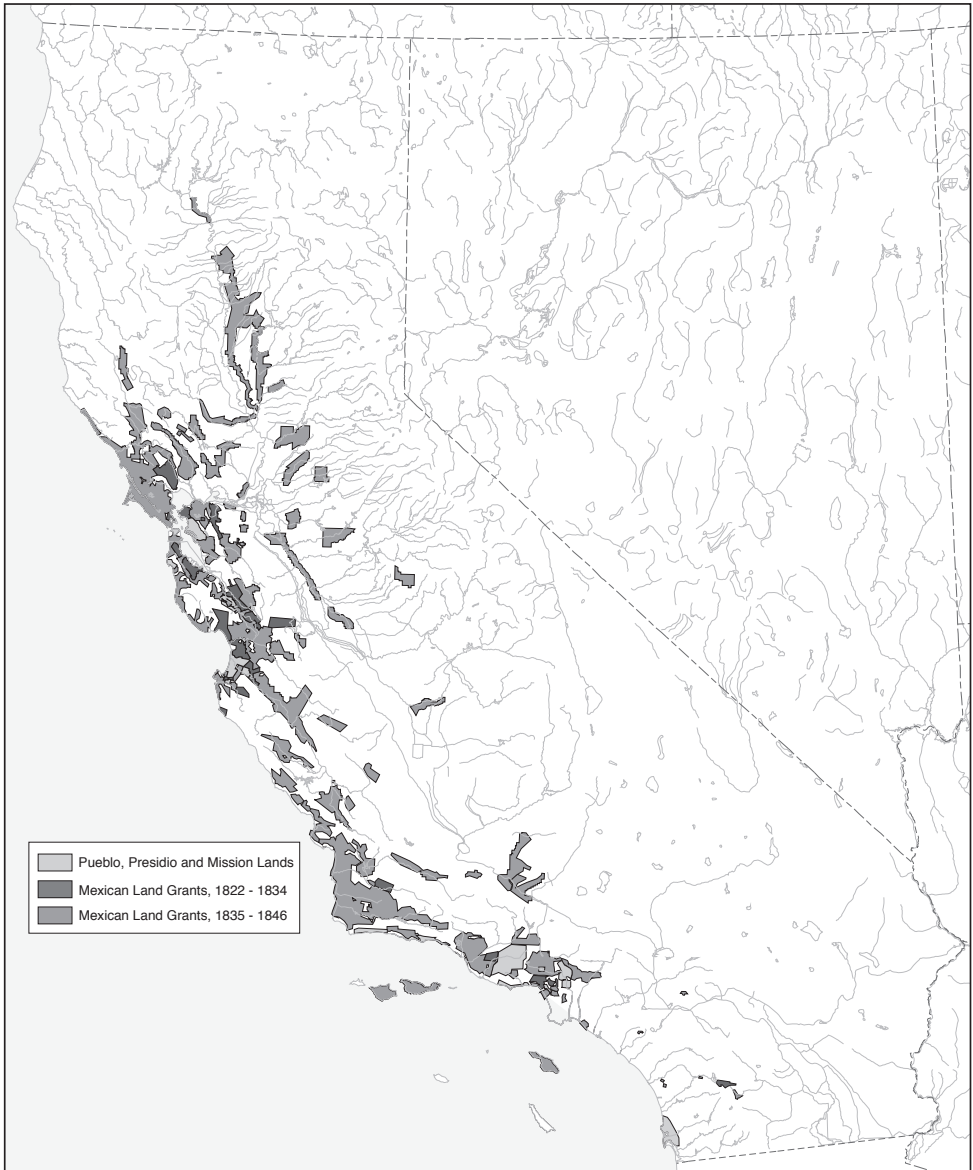 Pueblo, Presidio and Mission Lands
Mexican Land Grants, 1822 - 1834
Mexican Land Grants, 1835 - 1846